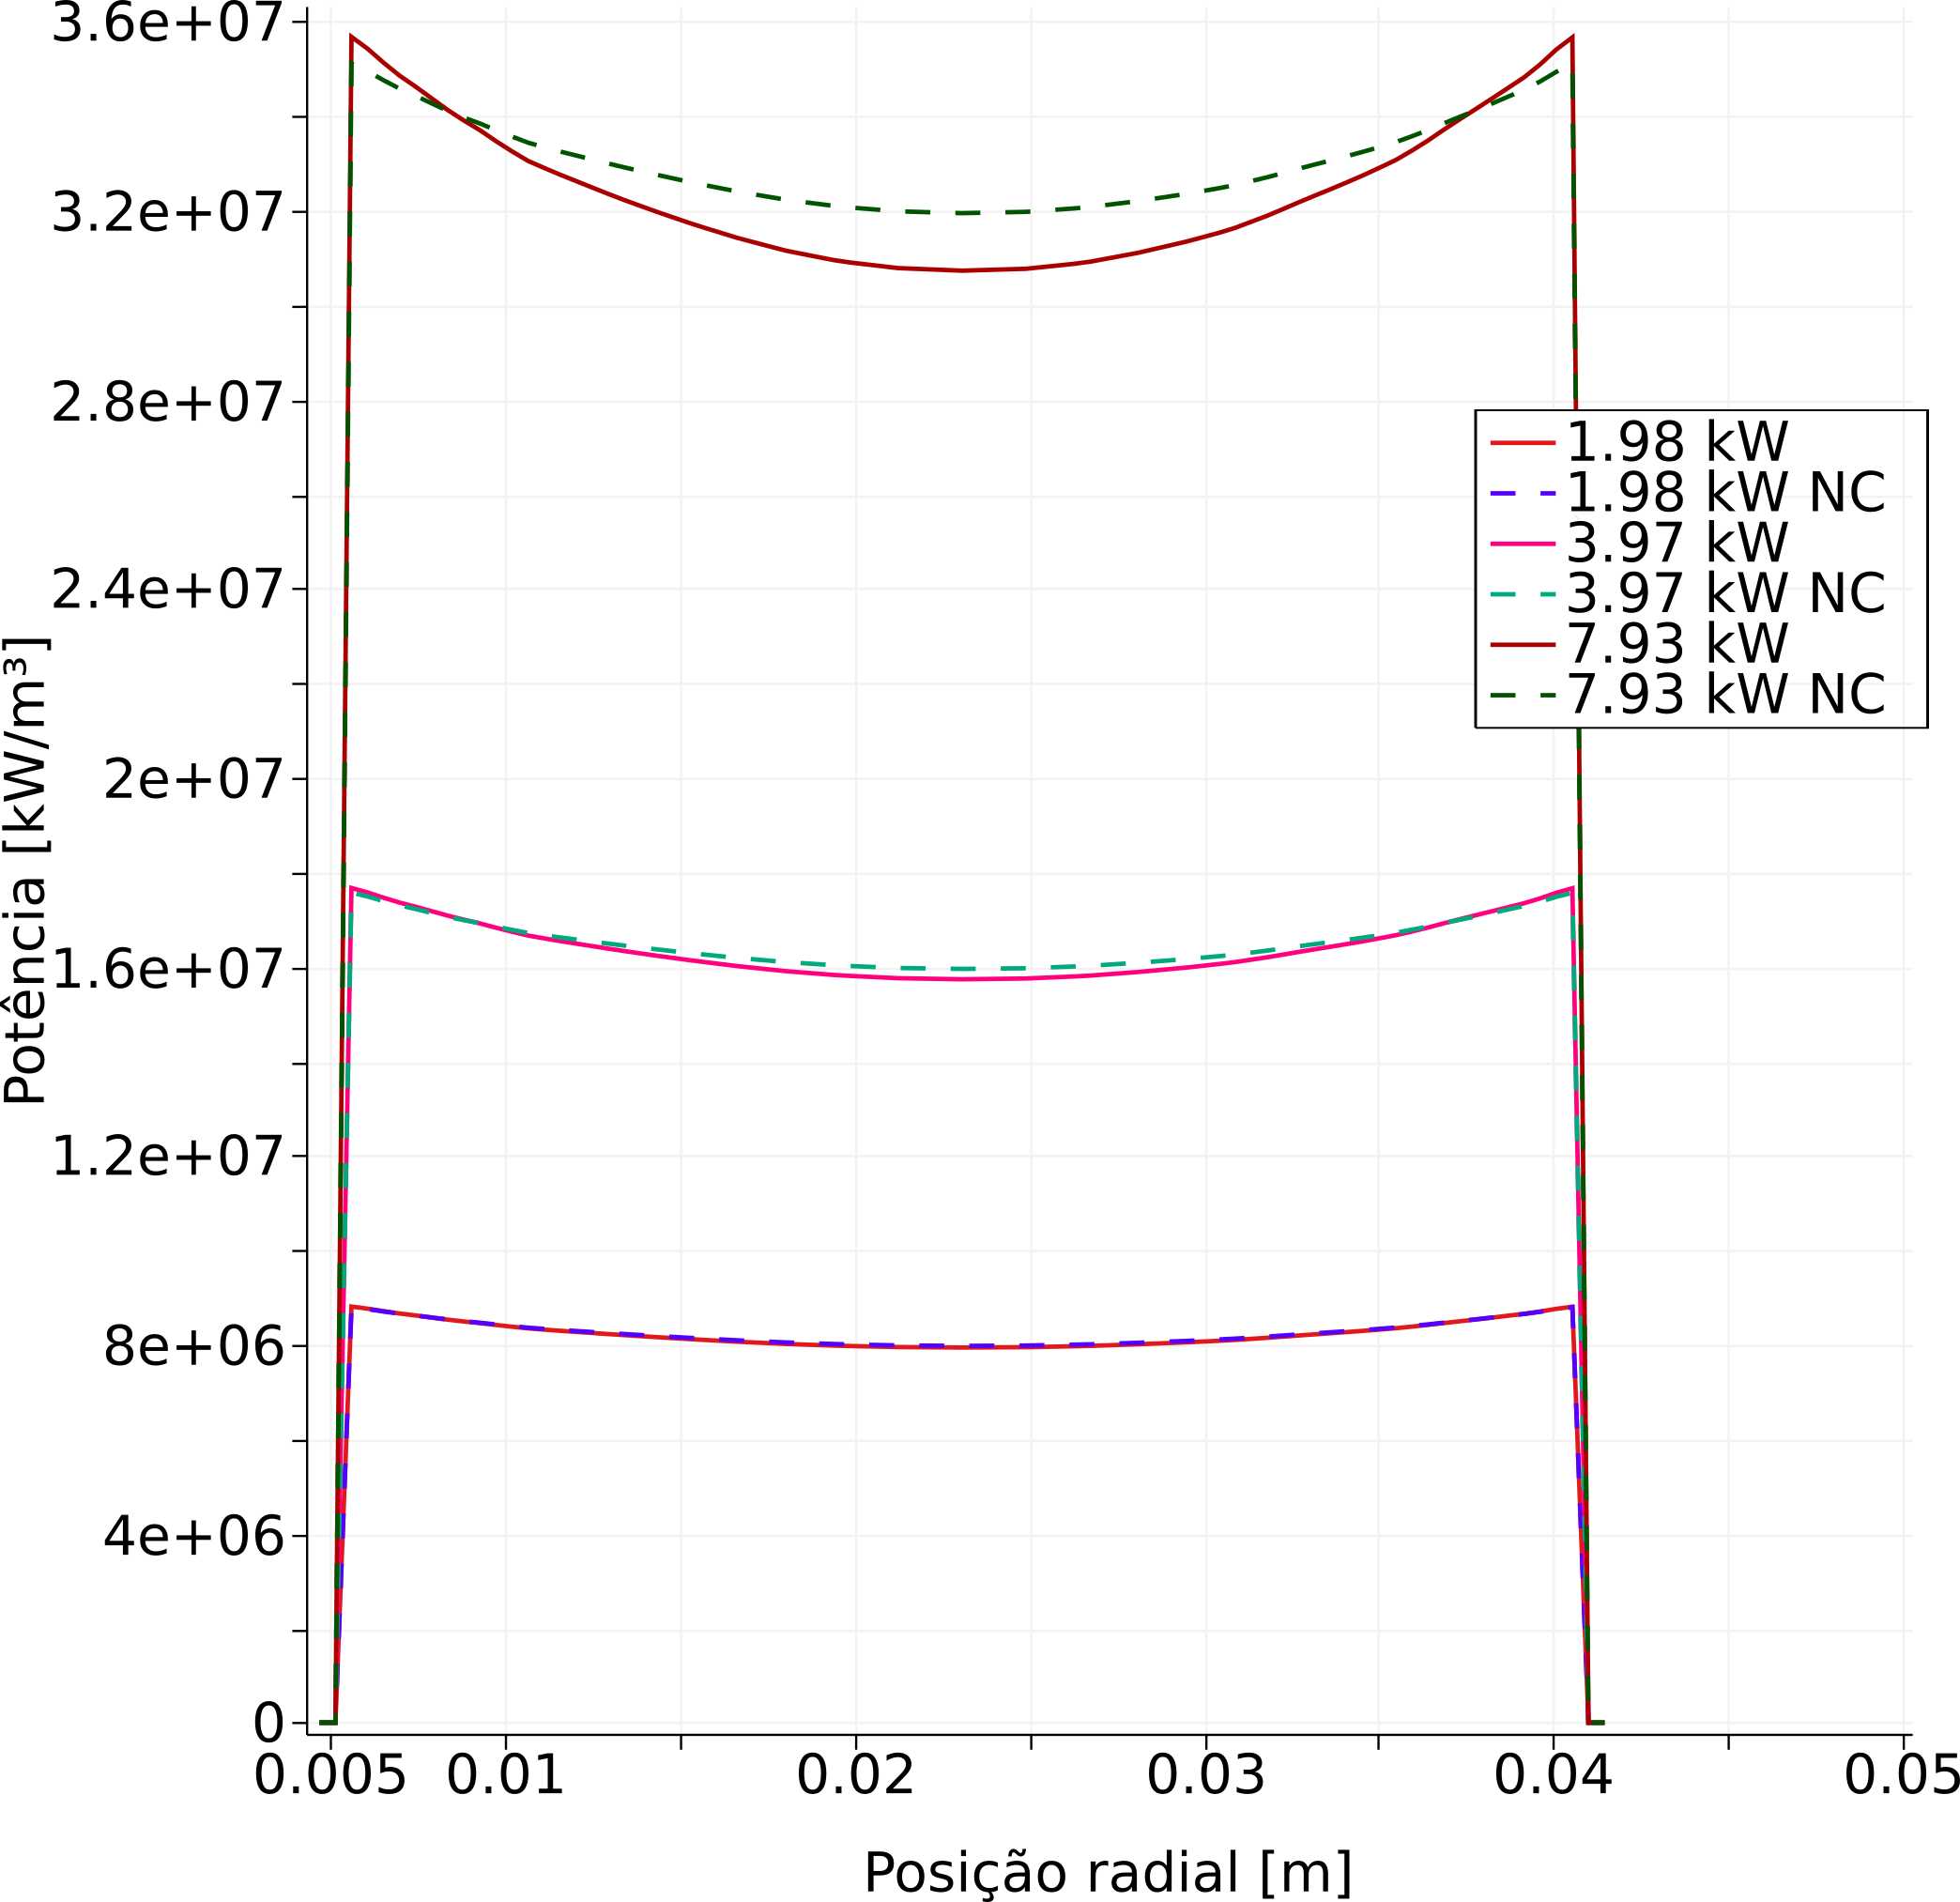 3.6e+07
3.2e+07
2.8e+07
2.4e+07
2e+07
1.6e+07
1.2e+07
8e+06
4e+06
0
Potência [kW/m³]
1.98 kW
1.98 kW NC
3.97 kW
3.97 kW NC
7.93 kW
7.93 kW NC
0.005 0.01 0.02 0.03 0.04 0.05
Posição radial [m]